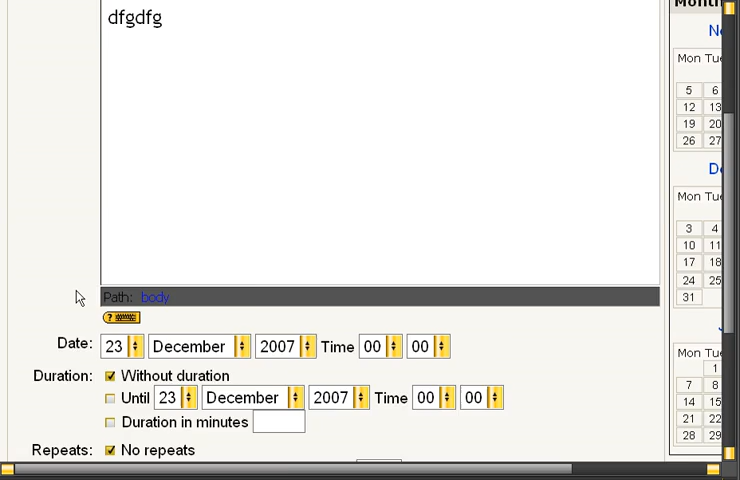 dfgdfg
Path: body
?
Date: 23 December 2007 Time 00 00
Duration: Without duration
Until 23 December 2007 Time 00 00
Duration in minutes
Repeats: No repeats
Mon Tue
5 6
12 13
19 20
26 27
Mon Tue
3 4
10 11
17 18
24 25
31
Mon Tue
1
7 8
14 15
21 22
28 29